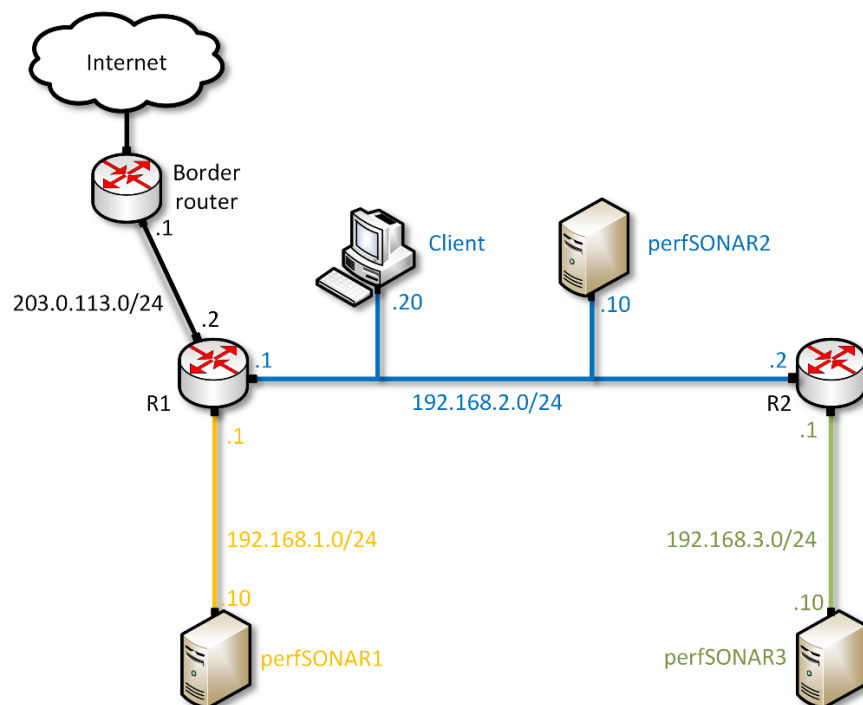 Internet
Border
router
.1
203.0.113.0/24
.2
Client
perfSONAR2
.20
.10
.1
.2
192.168.2.0/24
R1
R2
.1
.1
192.168.1.0/24
192.168.3.0/24
.10
.10
perfSONAR1
perfSONAR3